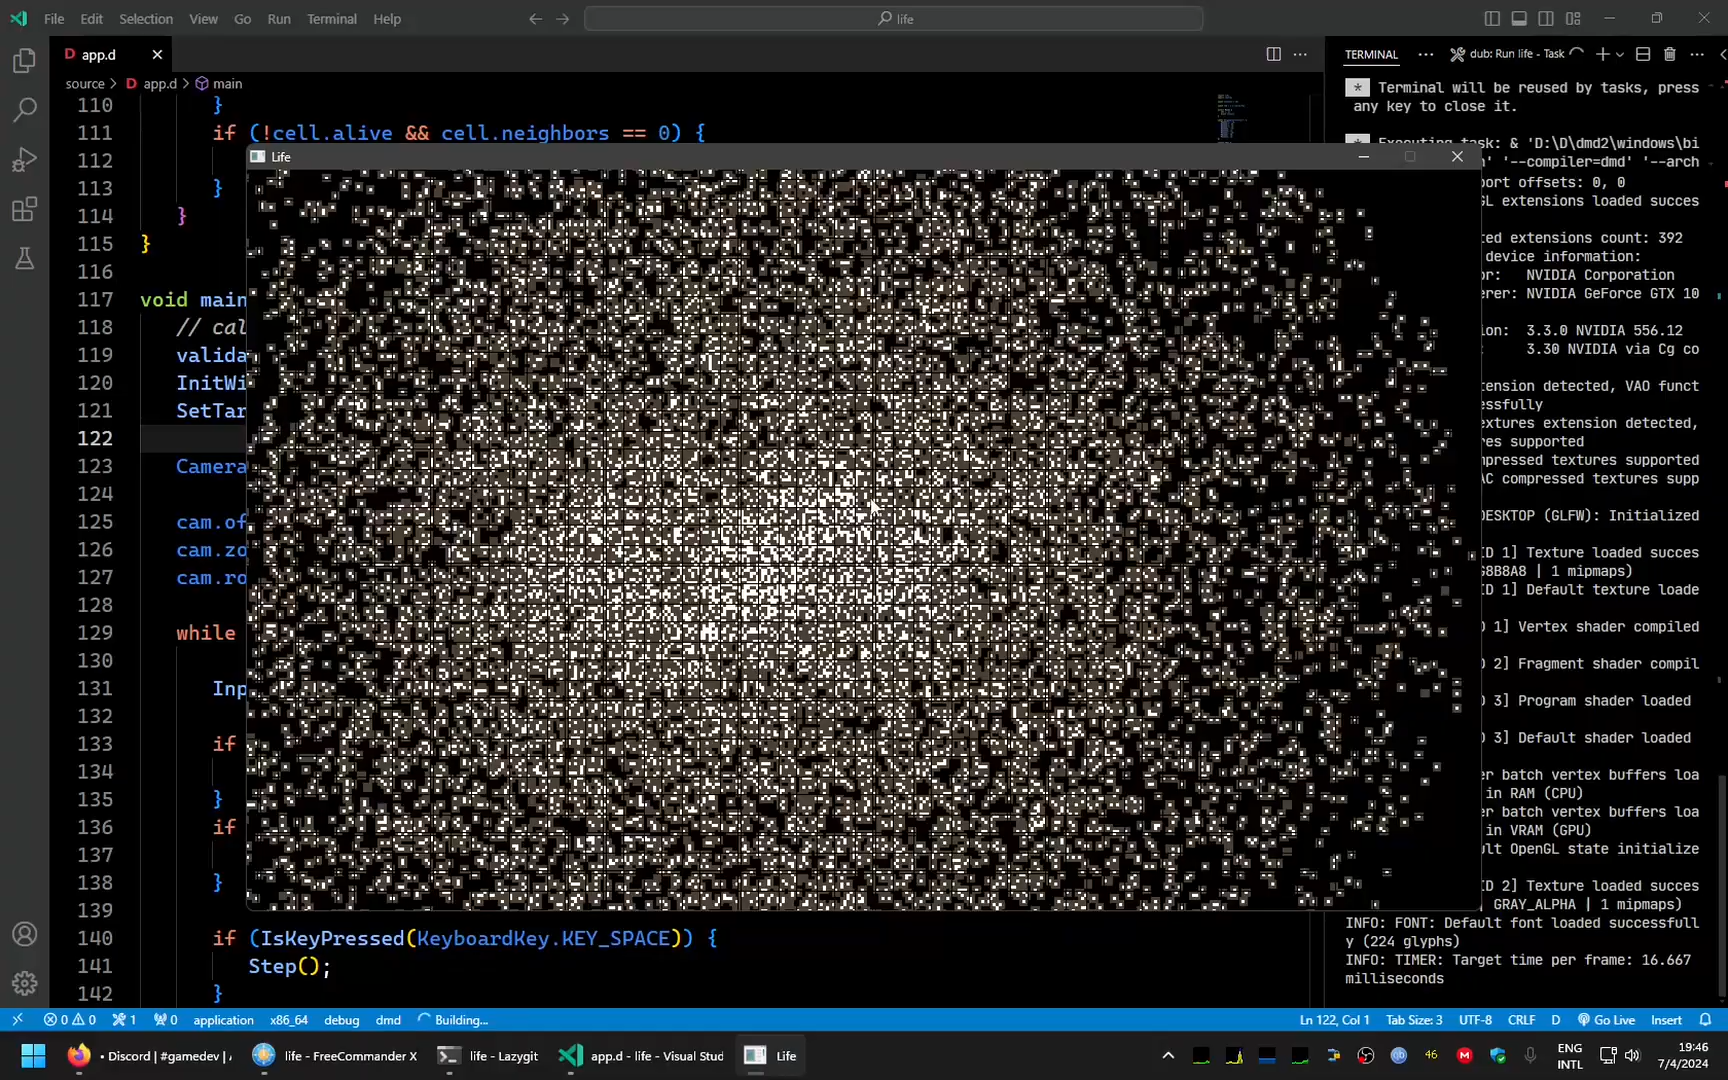 File Edit Selection View Go Run Terminal Help
life
D app.d
source > D app.d > main
110 }
111 if (!cell.alive && cell.neighbors == 0) {
112
113 }
114 }
115 }
116
117 void main
118 // cal
119 valida
120 InitWi
121 SetTar
122
123 Camera
124
125 cam.of
126 cam.zo
127 cam.ro
128
129 while
130
131 Inp
132
133 if
134
135 }
136 if
137
138 }
139
140 if (IsKeyPressed(KeyboardKey.KEY_SPACE)) {
141 Step();
142 }
Life
TERMINAL ··· dub: Run life - Task
* Terminal will be reused by tasks, press
any key to close it.
* Executing task: & 'D:\D\dmd2\windows\bi
n' '--compiler=dmd' '--arch
ort offsets: 0, 0
GL extensions loaded succes
ted extensions count: 392
device information:
or: NVIDIA Corporation
erer: NVIDIA GeForce GTX 10
ion: 3.3.0 NVIDIA 556.12
: 3.30 NVIDIA via Cg co
tension detected, VAO funct
essfully
extures extension detected,
res supported
mpressed textures supported
AC compressed textures supp
DESKTOP (GLFW): Initialized
D 1] Texture loaded succes
G8B8A8 | 1 mipmaps)
D 1] Default texture loade
D 1] Vertex shader compiled
D 2] Fragment shader compil
D 3] Program shader loaded
D 3] Default shader loaded
er batch vertex buffers loa
in RAM (CPU)
er batch vertex buffers loa
in VRAM (GPU)
ult OpenGL state initialize
D 2] Texture loaded succes
GRAY_ALPHA | 1 mipmaps)
INFO: FONT: Default font loaded successfull
y (224 glyphs)
INFO: TIMER: Target time per frame: 16.667
milliseconds
0 0 1 0 application x86_64 debug dmd Building... Ln 122, Col 1 Tab Size: 3 UTF-8 CRLF D Go Live Insert
• Discord | #gamedev | life - FreeCommander X life - Lazygit app.d - life - Visual Stud Life 46 ENG INTL 19:46 7/4/2024